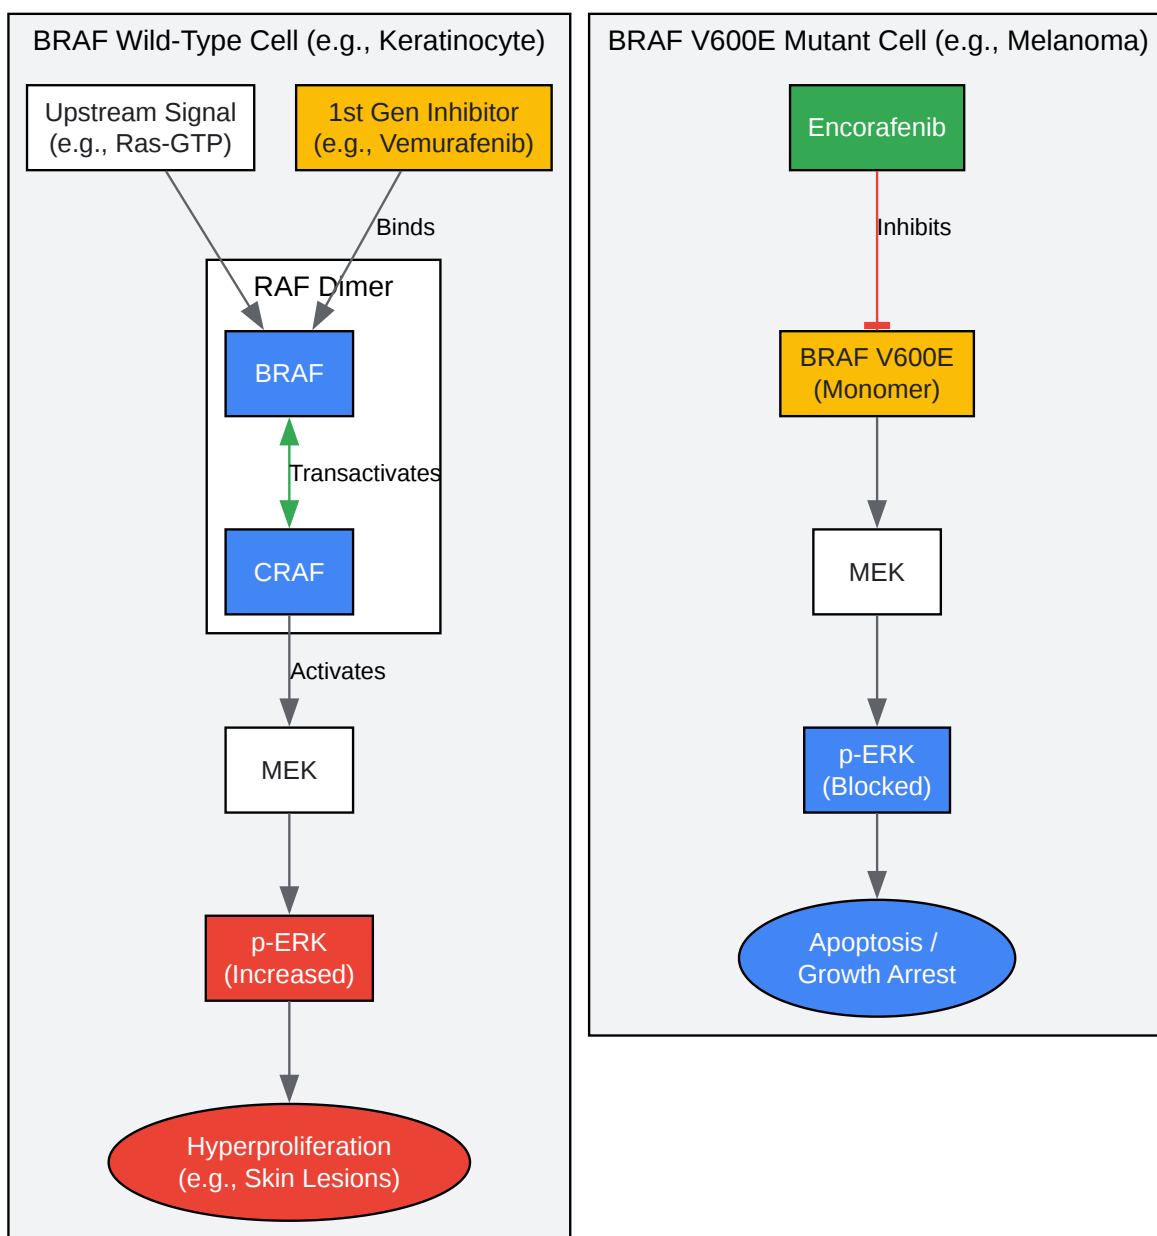 BRAF Wild-Type Cell (e.g., Keratinocyte)
Upstream Signal
(e.g., Ras-GTP)
1st Gen Inhibitor
(e.g., Vemurafenib)
Binds
RAF Dimer
BRAF
Transactivates
CRAF
Activates
MEK
p-ERK
(Increased)
Hyperproliferation
(e.g., Skin Lesions)
BRAF V600E Mutant Cell (e.g., Melanoma)
Encorafenib
Inhibits
BRAF V600E
(Monomer)
MEK
p-ERK
(Blocked)
Apoptosis /
Growth Arrest